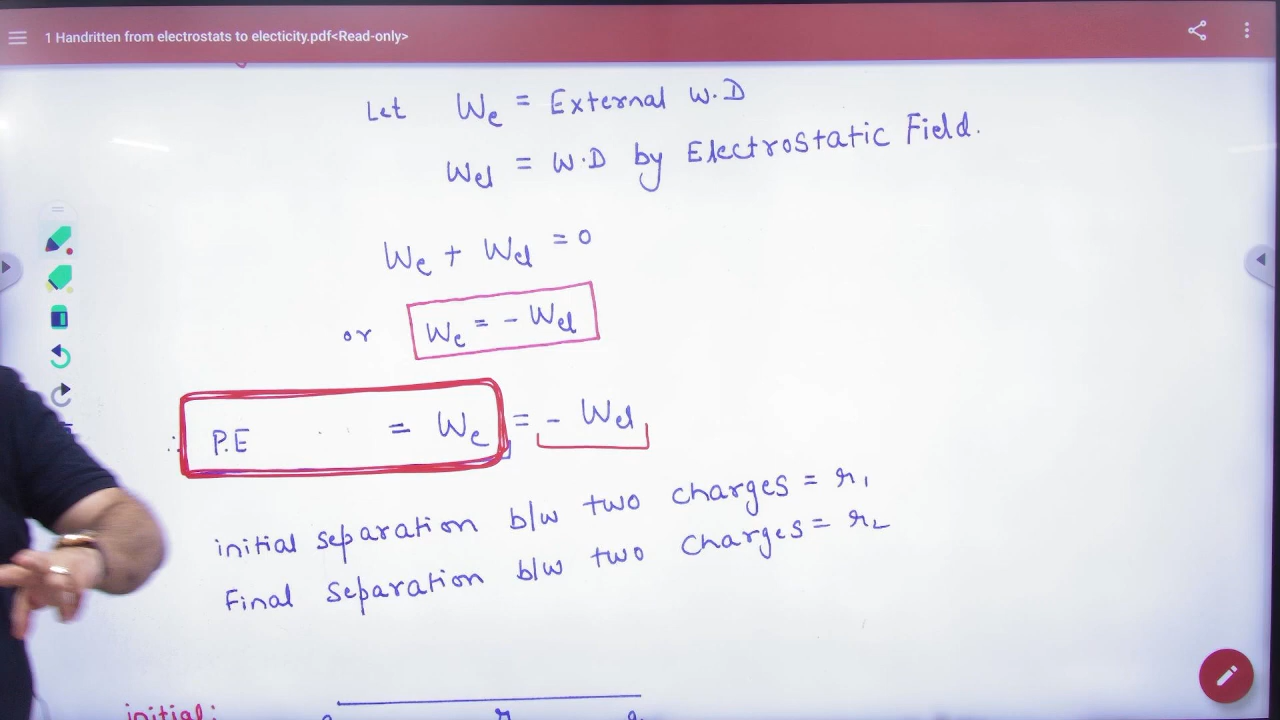 1 Handritten from electrostats to electicity.pdf<Read-only>
Let We = External W.D
Wel = W.D by Electrostatic Field.
We + Wel = 0
or We = - Wel
∴ P.E = We = - Wel
initial separation b/w two charges = r₁
Final separation b/w two charges = r₂
initial: